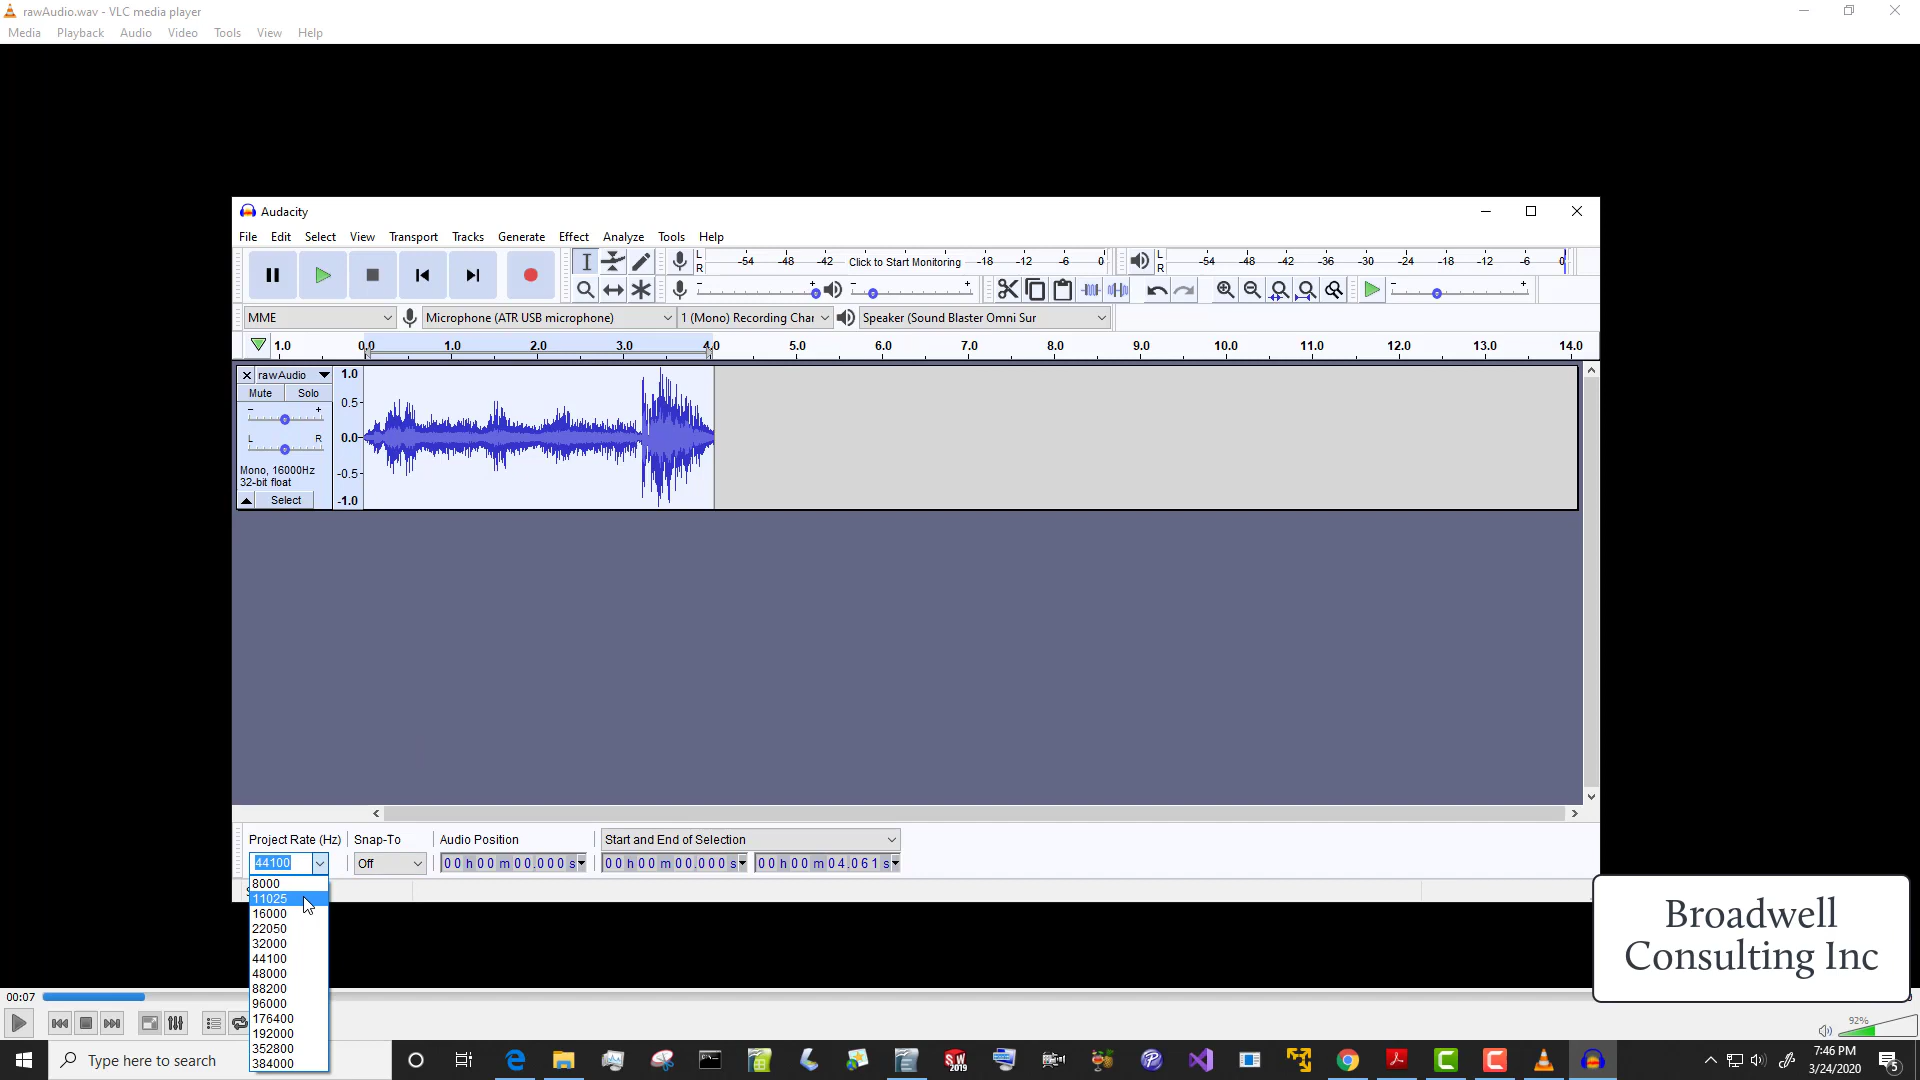 rawAudio.wav - VLC media player
Media Playback Audio Video Tools View Help
Audacity
File Edit Select View Transport Tracks Generate Effect Analyze Tools Help
L R -54 -48 -42 Click to Start Monitoring -18 -12 -6 0 L R -54 -48 -42 -36 -30 -24 -18 -12 -6 0
- + - + - +
MME Microphone (ATR USB microphone) 1 (Mono) Recording Char Speaker (Sound Blaster Omni Sur
1.0 0.0 1.0 2.0 3.0 4.0 5.0 6.0 7.0 8.0 9.0 10.0 11.0 12.0 13.0 14.0
rawAudio 1.0
Mute Solo
- + 0.5
L R 0.0
Mono, 16000Hz -0.5
32-bit float
Select -1.0
Project Rate (Hz) Snap-To Audio Position Start and End of Selection
44100 Off 00 h 00 m 00.000 s 00 h 00 m 00.000 s 00 h 00 m 04.061 s
8000
11025
16000
22050
32000
44100
48000
88200
96000
176400
192000
352800
384000
Broadwell
Consulting Inc
00:07
92%
Type here to search
SW
2019
7:46 PM
3/24/2020
5